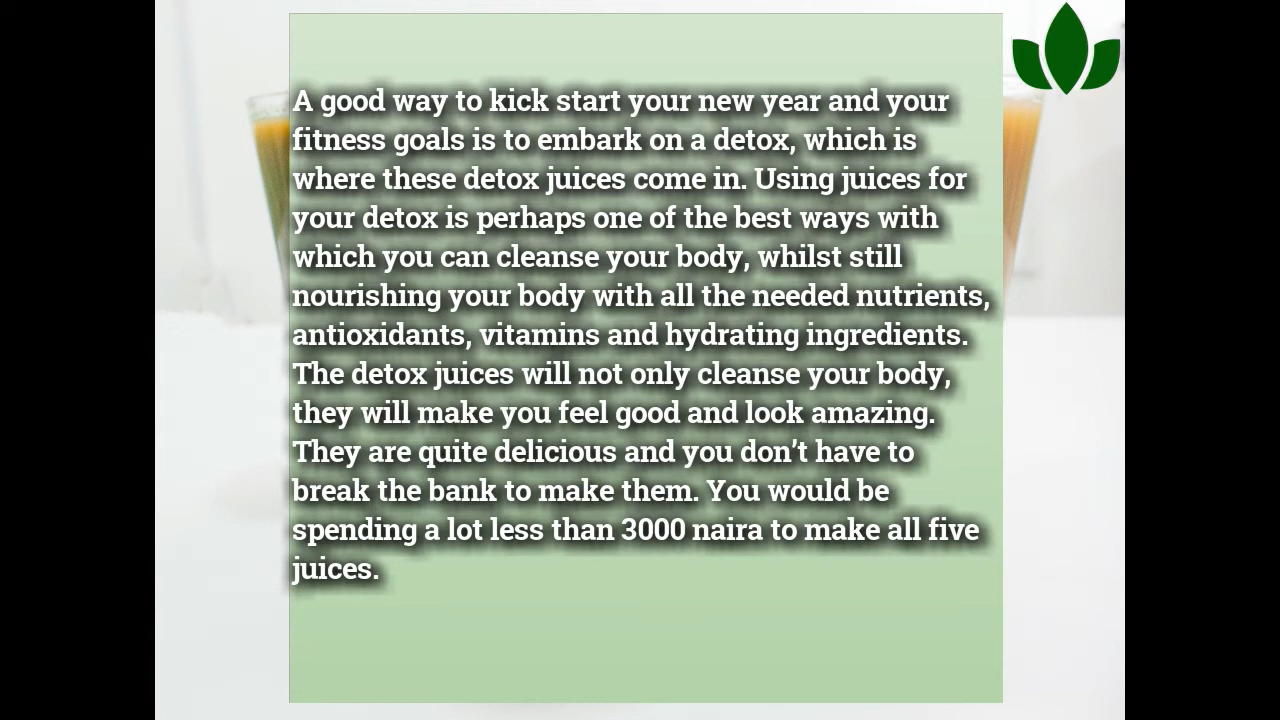 A good way to kick start your new year and your
fitness goals is to embark on a detox, which is
where these detox juices come in. Using juices for
your detox is perhaps one of the best ways with
which you can cleanse your body, whilst still
nourishing your body with all the needed nutrients,
antioxidants, vitamins and hydrating ingredients.
The detox juices will not only cleanse your body,
they will make you feel good and look amazing.
They are quite delicious and you don’t have to
break the bank to make them. You would be
spending a lot less than 3000 naira to make all five
juices.